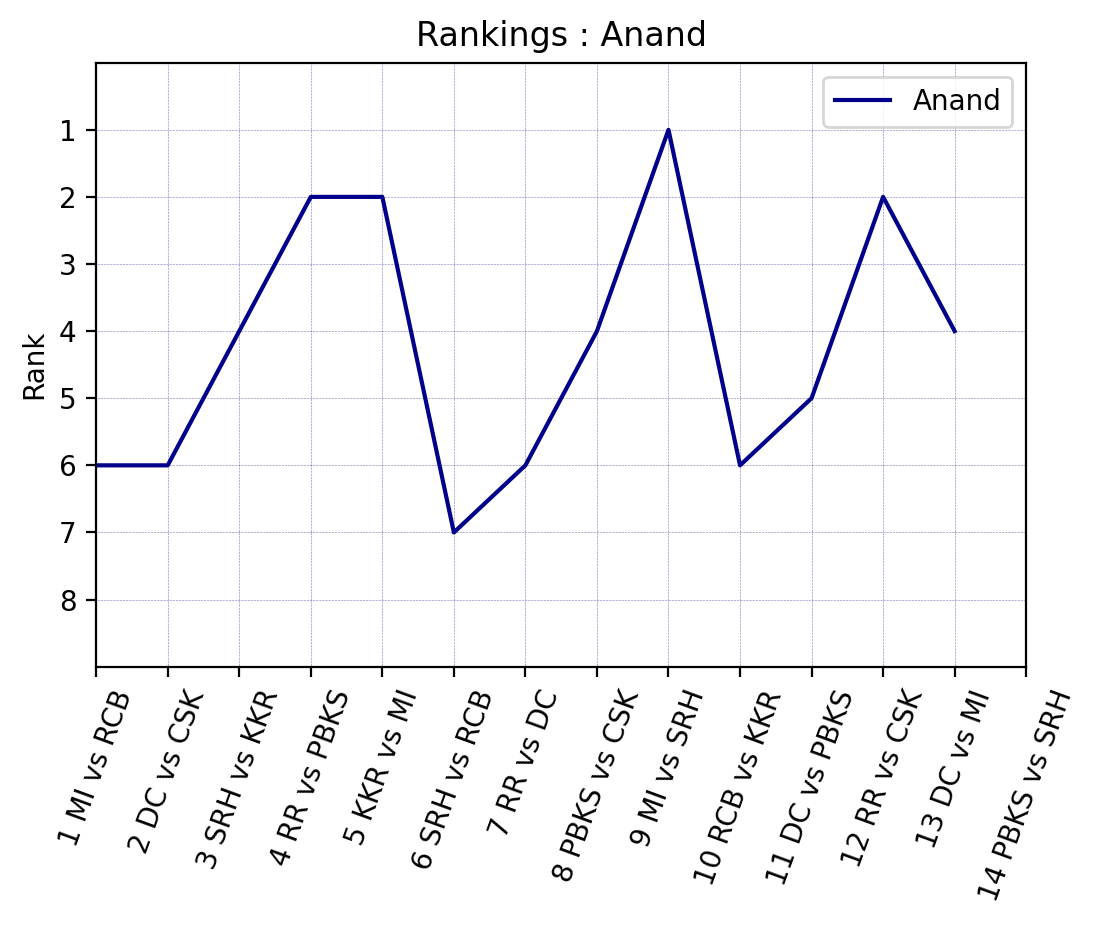 Rankings : Anand
Anand
Rank
1
2
3
4
5
6
7
8
1 MI vs RCB
2 DC vs CSK
3 SRH vs KKR
4 RR vs PBKS
5 KKR vs MI
6 SRH vs RCB
7 RR vs DC
8 PBKS vs CSK
9 MI vs SRH
10 RCB vs KKR
11 DC vs PBKS
12 RR vs CSK
13 DC vs MI
14 PBKS vs SRH